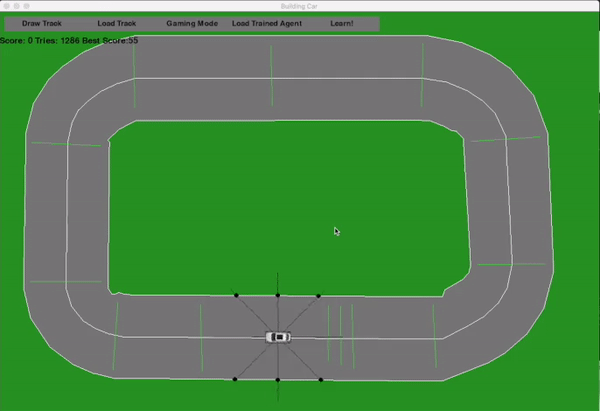 Building Car
Draw Track Load Track Gaming Mode Load Trained Agent Learn!
Score: 0 Tries: 1286 Best Score:55